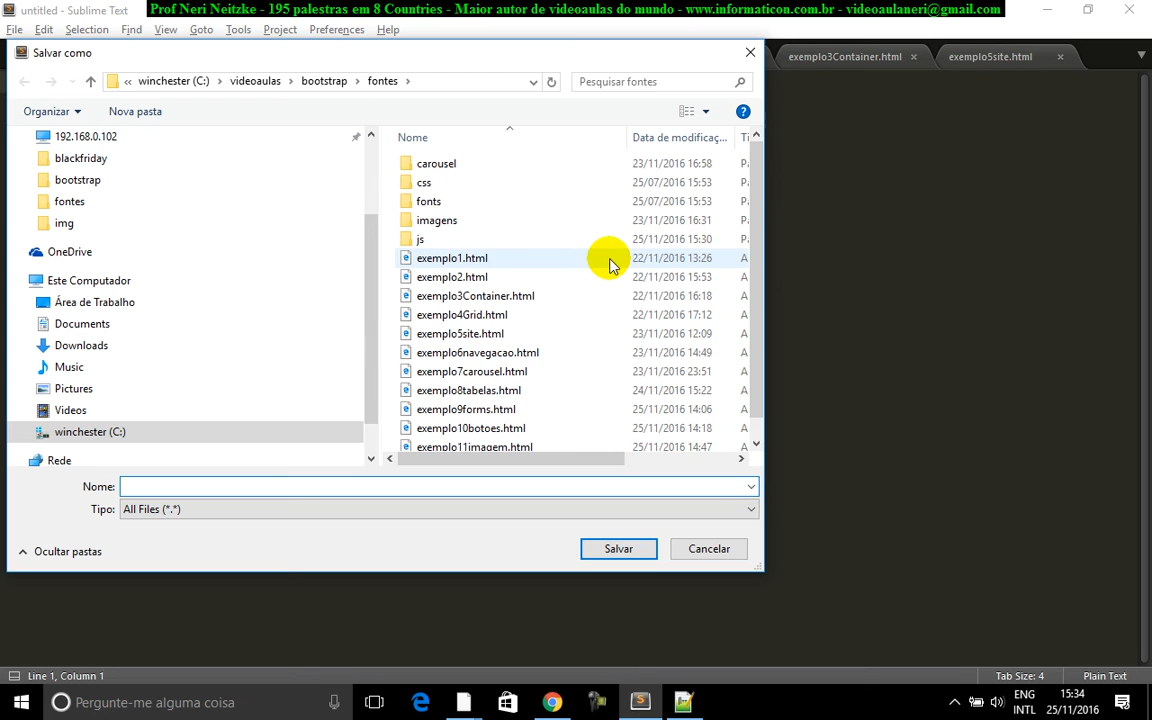 untitled - Sublime Text
Prof Neri Neitzke - 195 palestras em 8 Countries - Maior autor de videoaulas do mundo - www.informaticon.com.br - videoaulaneri@gmail.com
File Edit Selection Find View Goto Tools Project Preferences Help
Salvar como
exemplo3Container.html
exemplo5site.html
« winchester (C:) › videoaulas › bootstrap › fontes ›
Pesquisar fontes
Organizar
Nova pasta
192.168.0.102
blackfriday
bootstrap
fontes
img
OneDrive
Este Computador
Área de Trabalho
Documents
Downloads
Music
Pictures
Videos
winchester (C:)
Rede
Nome Data de modificaç... Ti
carousel 23/11/2016 16:58 Pa
css 25/07/2016 15:53 Pa
fonts 25/07/2016 15:53 Pa
imagens 23/11/2016 16:31 Pa
js 25/11/2016 15:30 Pa
exemplo1.html 22/11/2016 13:26 A
exemplo2.html 22/11/2016 15:53 A
exemplo3Container.html 22/11/2016 16:18 A
exemplo4Grid.html 22/11/2016 17:12 A
exemplo5site.html 23/11/2016 12:09 A
exemplo6navegacao.html 23/11/2016 14:49 A
exemplo7carousel.html 23/11/2016 23:51 A
exemplo8tabelas.html 24/11/2016 15:22 A
exemplo9forms.html 25/11/2016 14:06 A
exemplo10botoes.html 25/11/2016 14:18 A
exemplo11imagem.html 25/11/2016 14:47 A
Nome:
Tipo: All Files (*.*)
Ocultar pastas
Salvar
Cancelar
Line 1, Column 1
Tab Size: 4
Plain Text
Pergunte-me alguma coisa
ENG
INTL
15:34
25/11/2016